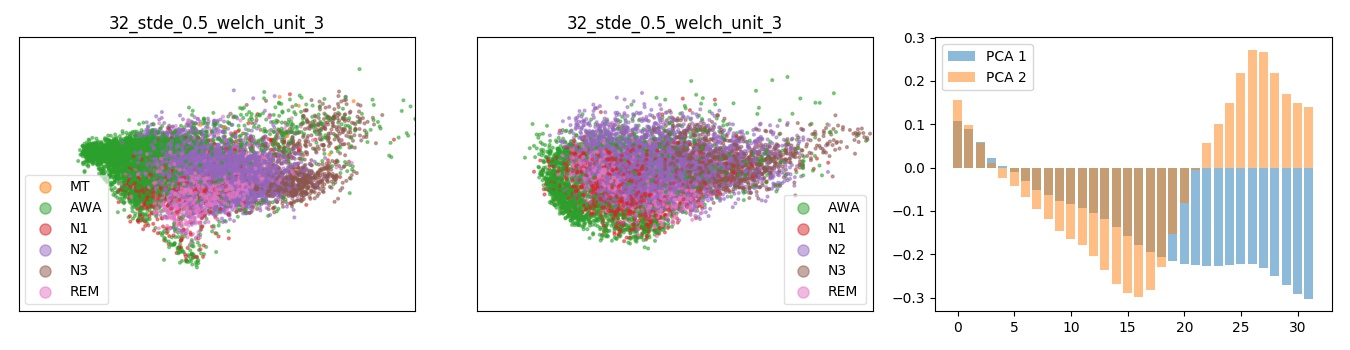 32_stde_0.5_welch_unit_3
MT
AWA
N1
N2
N3
REM
32_stde_0.5_welch_unit_3
AWA
N1
N2
N3
REM
PCA 1
PCA 2
0.3
0.2
0.1
0.0
−0.1
−0.2
−0.3
0 5 10 15 20 25 30